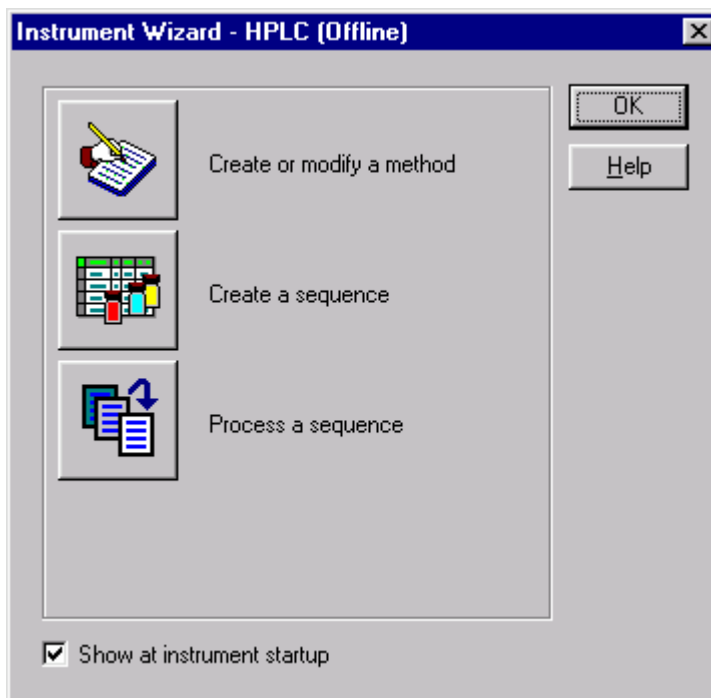 Instrument Wizard - HPLC (Offline)
OK
Create or modify a method
Help
Create a sequence
Process a sequence
Show at instrument startup